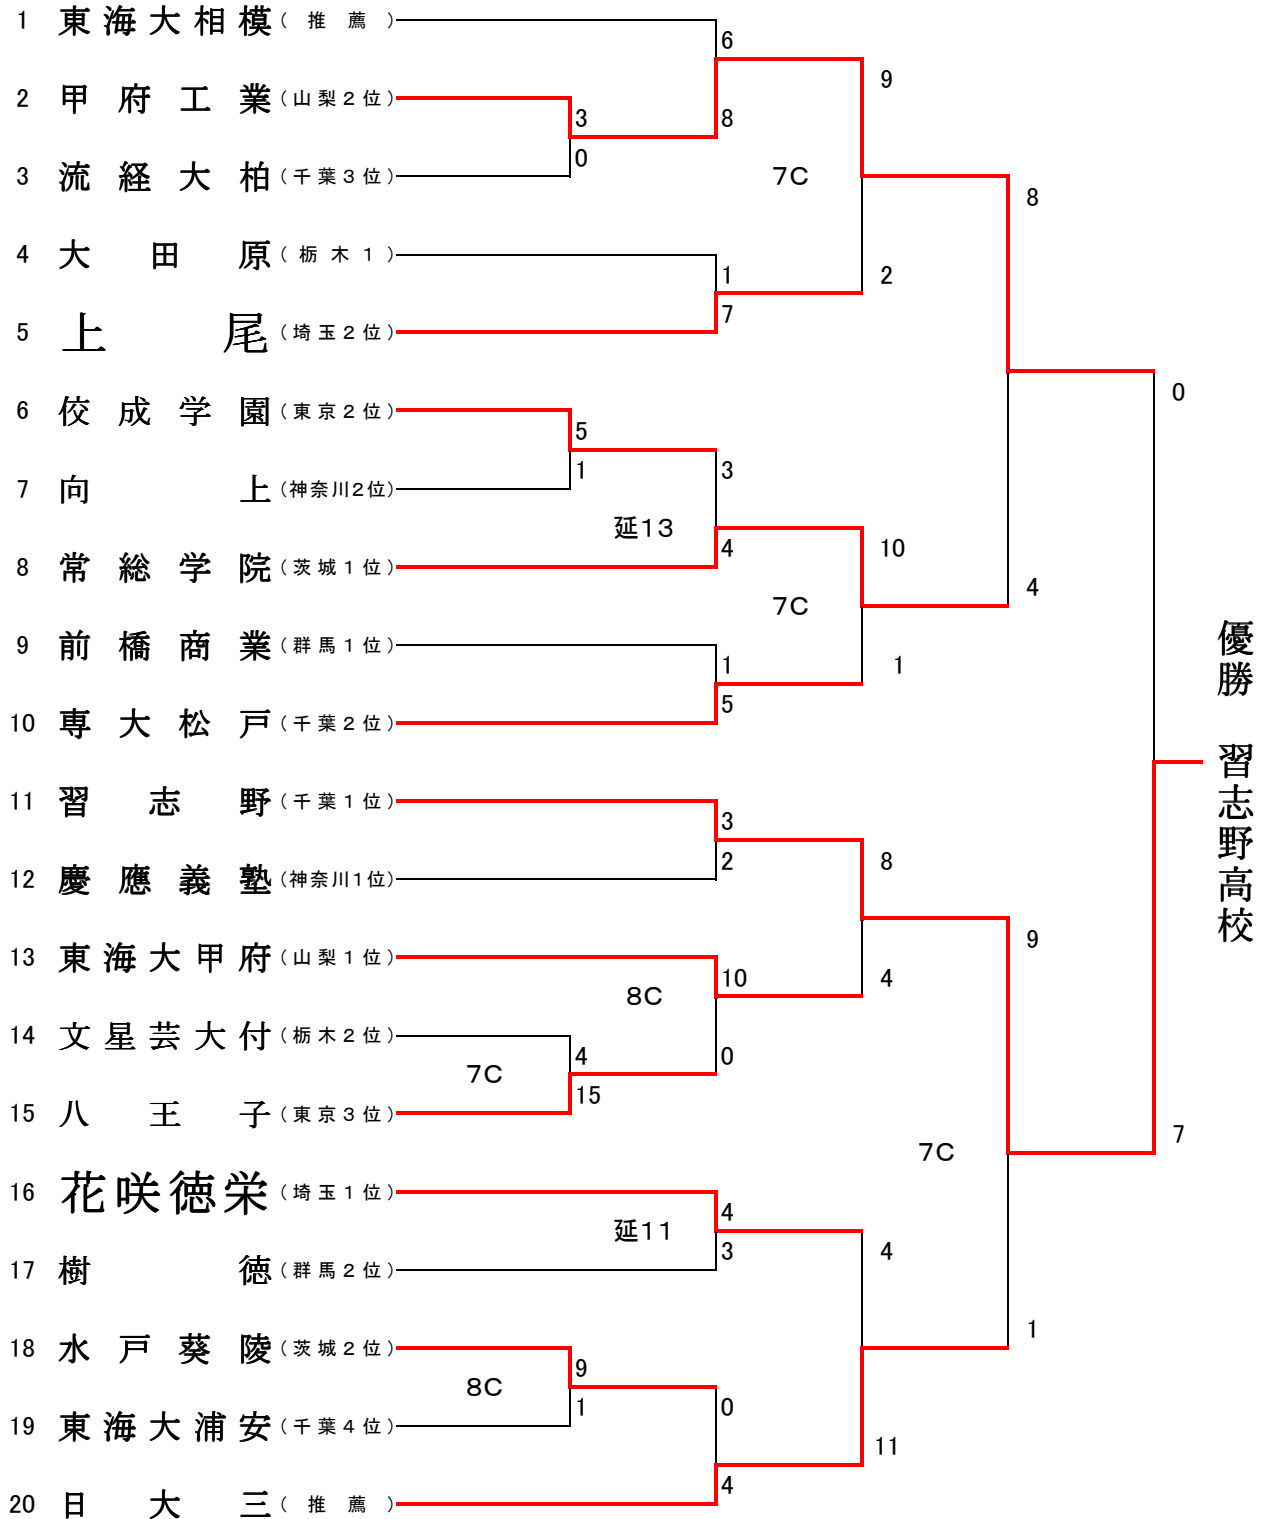 1 東海大相模 (推薦)
6
9
2 甲府工業 (山梨2位)
3
8
0
3 流経大柏 (千葉3位)
7C
8
4 大田原 (栃木1)
1
2
7
5 上尾 (埼玉2位)
0
6 佼成学園 (東京2位)
5
1
3
7 向上 (神奈川2位)
延13
4
10
8 常総学院 (茨城1位)
7C
4
9 前橋商業 (群馬1位)
1
1
5
10 専大松戸 (千葉2位)
優勝 習志野高校
11 習志野 (千葉1位)
3
2
8
12 慶應義塾 (神奈川1位)
9
13 東海大甲府 (山梨1位)
10
4
8C
14 文星芸大付 (栃木2位)
4
0
7C
15
15 八王子 (東京3位)
7
7C
16 花咲徳栄 (埼玉1位)
4
延11
3
4
17 樹徳 (群馬2位)
1
18 水戸葵陵 (茨城2位)
9
8C
1
0
19 東海大浦安 (千葉4位)
11
4
20 日大三 (推薦)